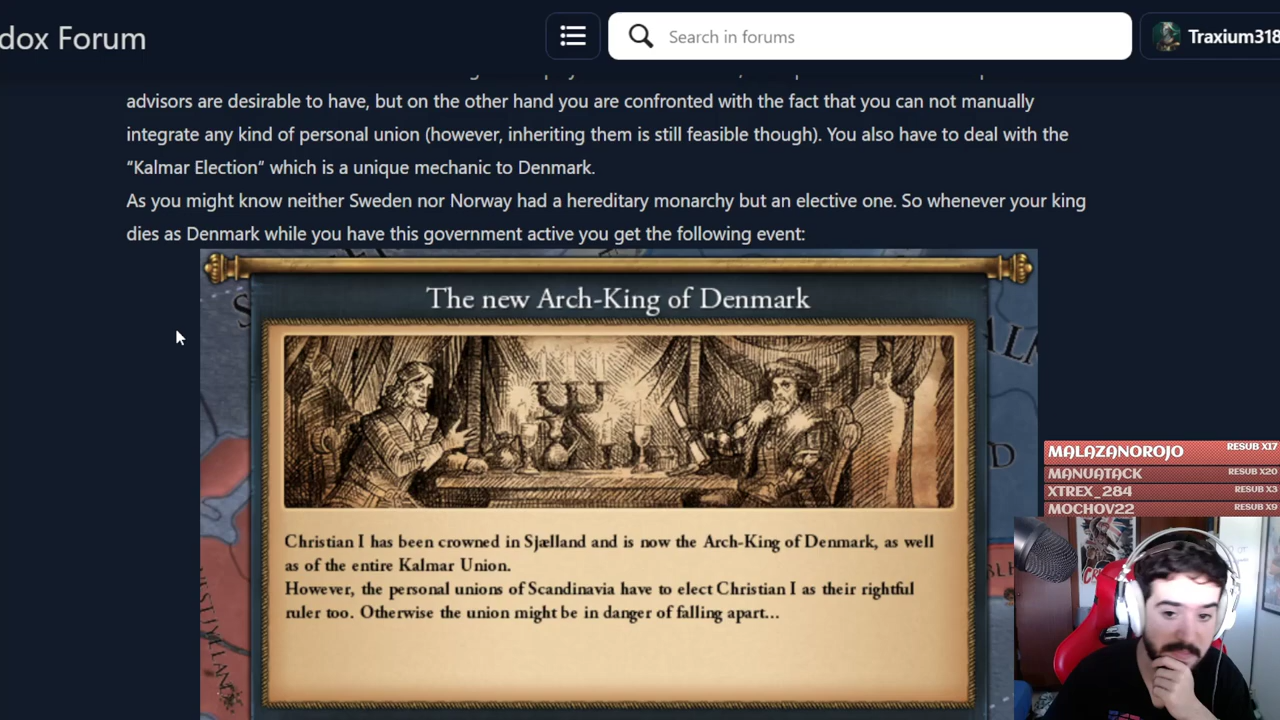 dox Forum
Search in forums
Traxium318
advisors are desirable to have, but on the other hand you are confronted with the fact that you can not manually
integrate any kind of personal union (however, inheriting them is still feasible though). You also have to deal with the
“Kalmar Election“ which is a unique mechanic to Denmark.
As you might know neither Sweden nor Norway had a hereditary monarchy but an elective one. So whenever your king
dies as Denmark while you have this government active you get the following event:
The new Arch-King of Denmark
Christian I has been crowned in Sjælland and is now the Arch-King of Denmark, as well
as of the entire Kalmar Union.
However, the personal unions of Scandinavia have to elect Christian I as their rightful
ruler too. Otherwise the union might be in danger of falling apart...
MALAZANOROJO RESUB X17
MANUATACK RESUB X20
XTREX_284 RESUB X3
MOCHOV22 RESUB X9